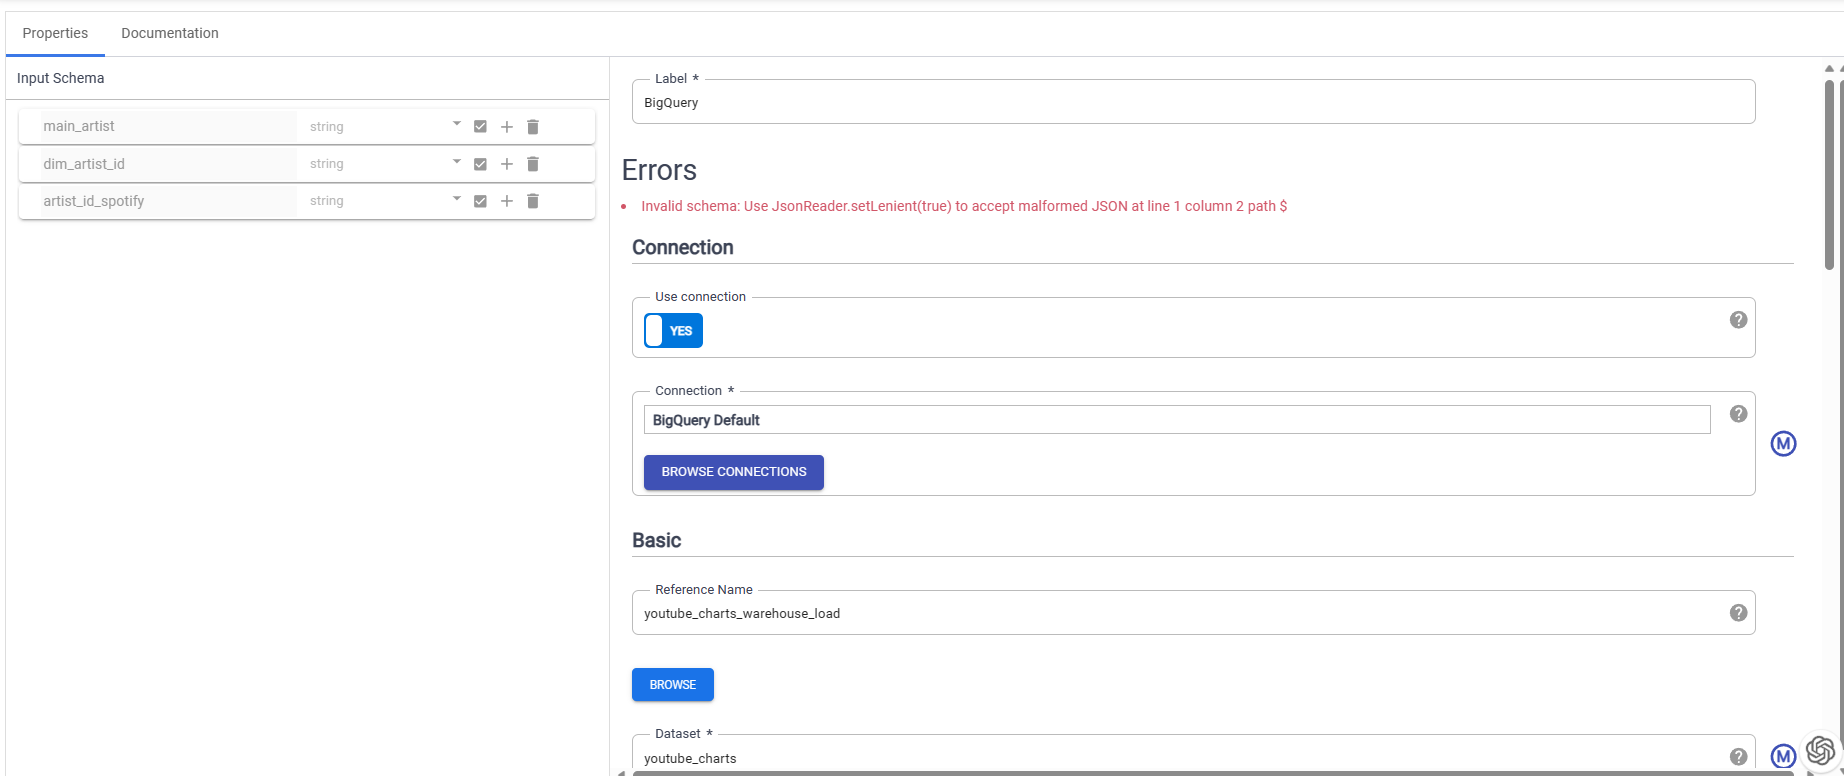 Properties Documentation
Input Schema
main_artist string
dim_artist_id string
artist_id_spotify string
Label *
BigQuery
Errors
Invalid schema: Use JsonReader.setLenient(true) to accept malformed JSON at line 1 column 2 path $
Connection
Use connection
YES
Connection *
BigQuery Default
BROWSE CONNECTIONS
M
Basic
Reference Name
youtube_charts_warehouse_load
BROWSE
Dataset *
youtube_charts
M